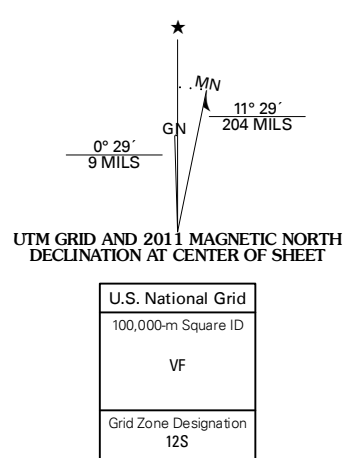 ★
MN
GN
11° 29´
204 MILS
0° 29´
9 MILS
UTM GRID AND 2011 MAGNETIC NORTH
DECLINATION AT CENTER OF SHEET
U.S. National Grid
100,000-m Square ID
VF
Grid Zone Designation
12S